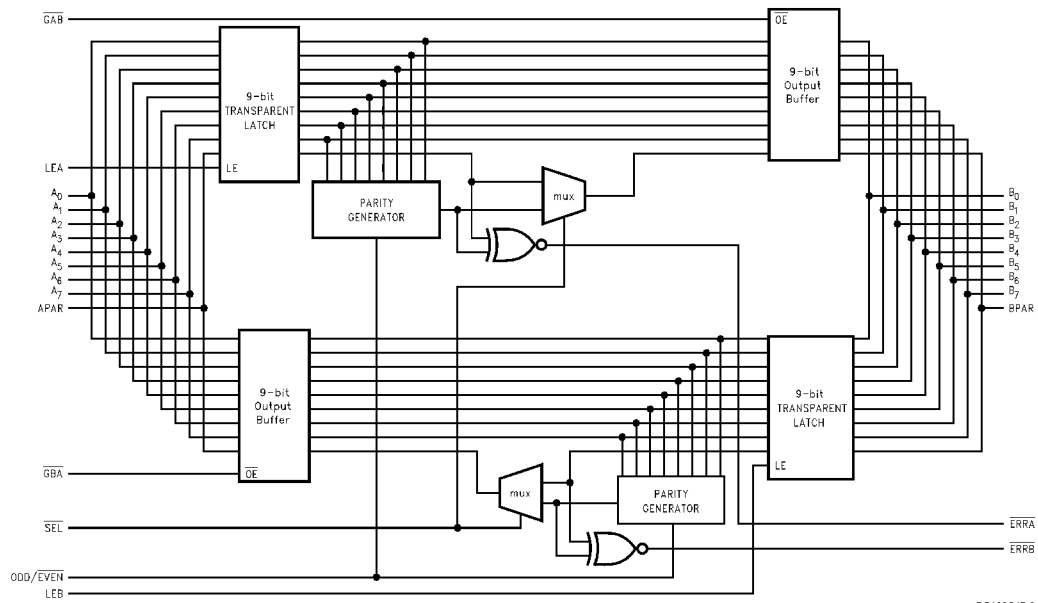 GAB
OE
9-bit
TRANSPARENT
LATCH
LE
9-bit
Output
Buffer
LEA
A0
A1
A2
A3
A4
A5
A6
A7
APAR
PARITY
GENERATOR
mux
B0
B1
B2
B3
B4
B5
B6
B7
BPAR
9-bit
Output
Buffer
OE
9-bit
TRANSPARENT
LATCH
LE
GBA
mux
PARITY
GENERATOR
SEL
ERRA
ERRB
ODD/EVEN
LEB